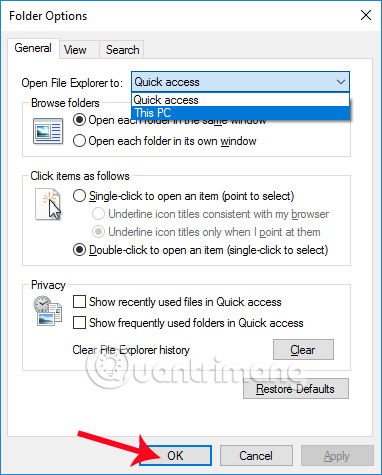 Folder Options
General View Search
Open File Explorer to: Quick access
Quick access
This PC
Browse folders
Open each folder in the same window
Open each folder in its own window
Click items as follows
Single-click to open an item (point to select)
Underline icon titles consistent with my browser
Underline icon titles only when I point at them
Double-click to open an item (single-click to select)
Privacy
Show recently used files in Quick access
Show frequently used folders in Quick access
Clear File Explorer history Clear
Quantrimang
Restore Defaults
OK Cancel Apply